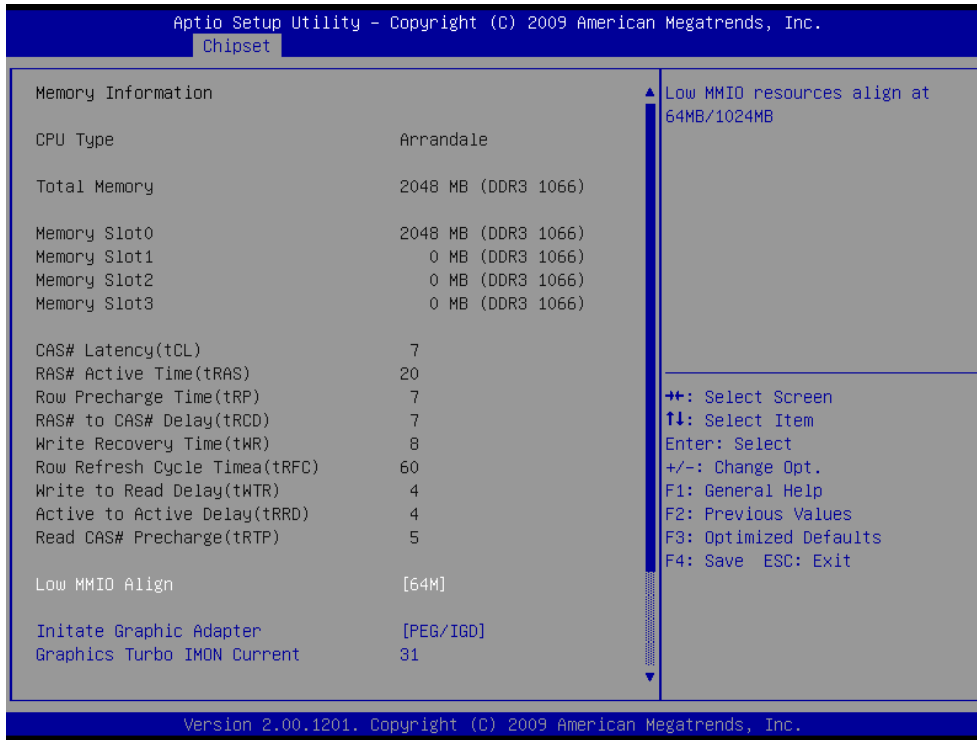 Aptio Setup Utility – Copyright (C) 2009 American Megatrends, Inc.
Chipset
Memory Information
CPU Type Arrandale
Total Memory 2048 MB (DDR3 1066)
Memory Slot0 2048 MB (DDR3 1066)
Memory Slot1 0 MB (DDR3 1066)
Memory Slot2 0 MB (DDR3 1066)
Memory Slot3 0 MB (DDR3 1066)
CAS# Latency(tCL) 7
RAS# Active Time(tRAS) 20
Row Precharge Time(tRP) 7
RAS# to CAS# Delay(tRCD) 7
Write Recovery Time(tWR) 8
Row Refresh Cycle Timea(tRFC) 60
Write to Read Delay(tWTR) 4
Active to Active Delay(tRRD) 4
Read CAS# Precharge(tRTP) 5
Low MMIO Align [64M]
Initate Graphic Adapter [PEG/IGD]
Graphics Turbo IMON Current 31
Low MMIO resources align at
64MB/1024MB
→←: Select Screen
↑↓: Select Item
Enter: Select
+/-: Change Opt.
F1: General Help
F2: Previous Values
F3: Optimized Defaults
F4: Save ESC: Exit
Version 2.00.1201. Copyright (C) 2009 American Megatrends, Inc.